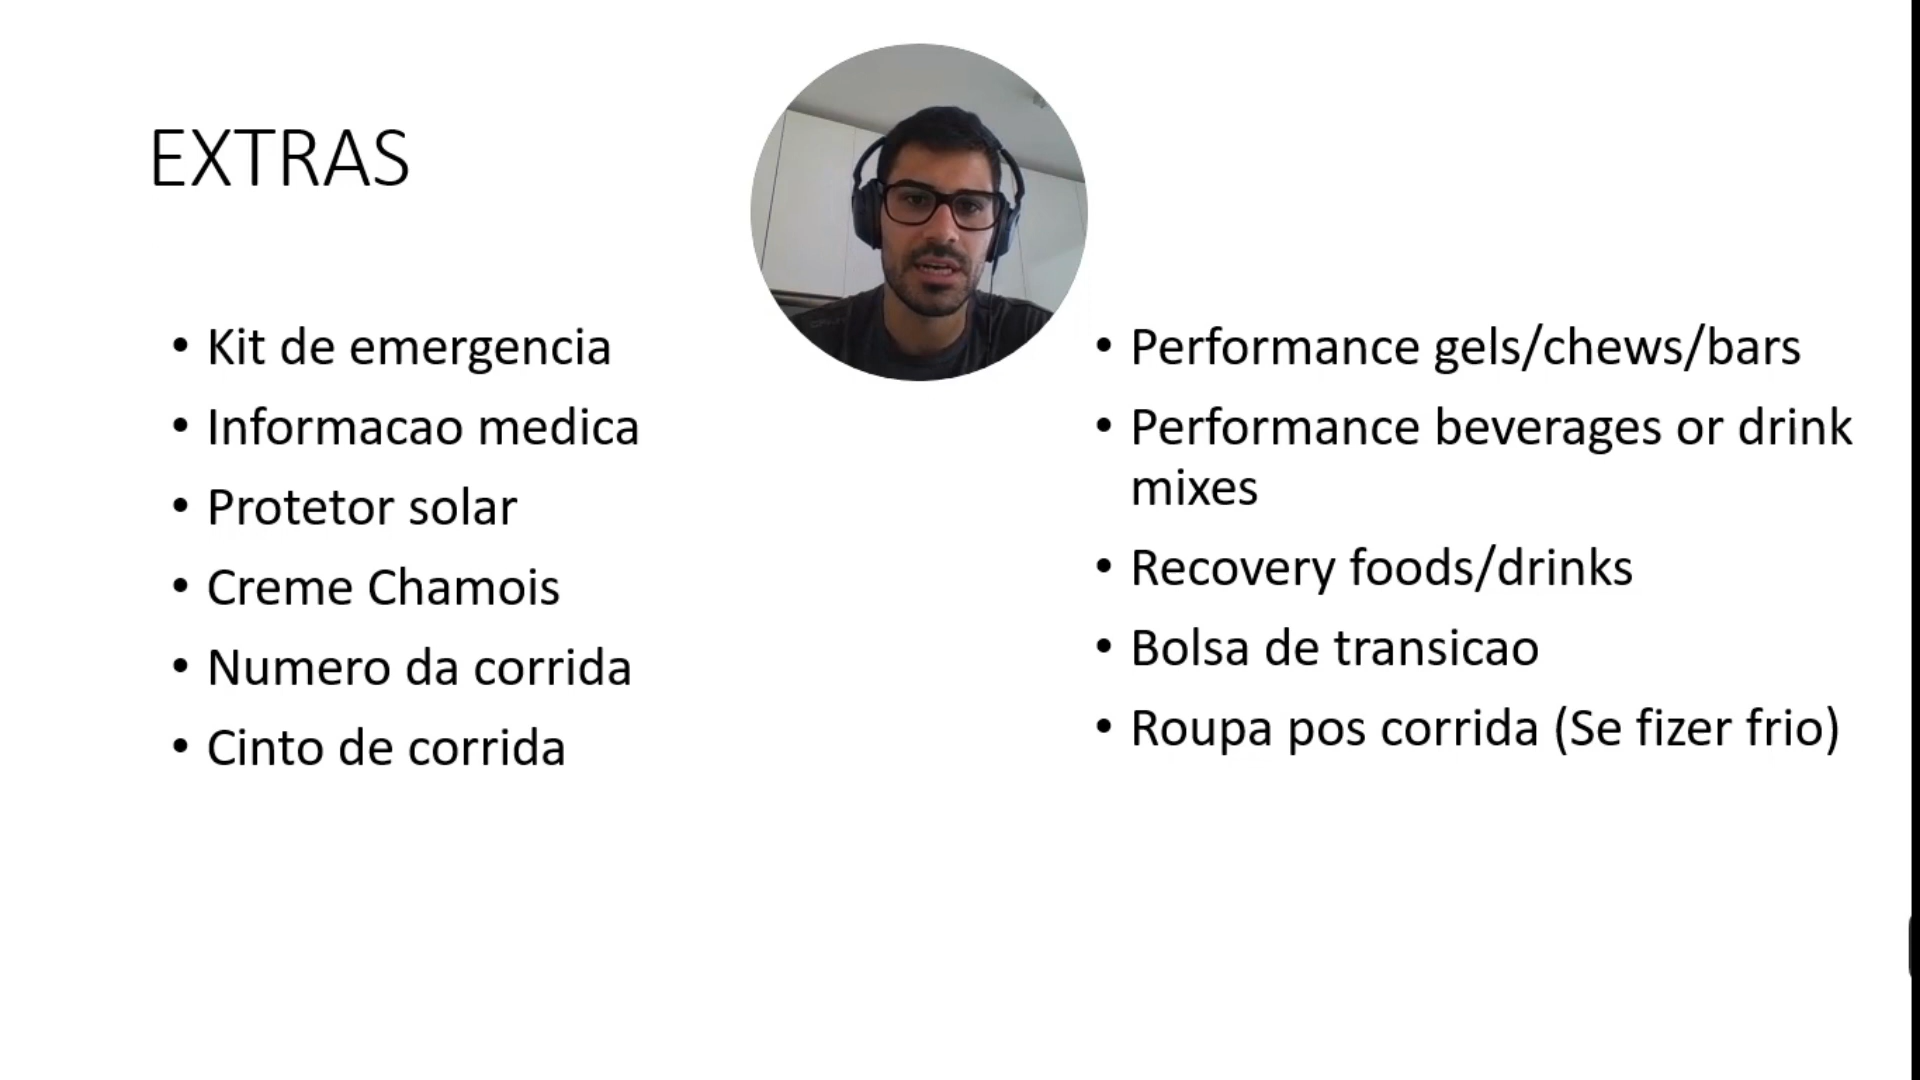 EXTRAS
• Kit de emergencia
• Informacao medica
• Protetor solar
• Creme Chamois
• Numero da corrida
• Cinto de corrida
• Performance gels/chews/bars
• Performance beverages or drink
mixes
• Recovery foods/drinks
• Bolsa de transicao
• Roupa pos corrida (Se fizer frio)